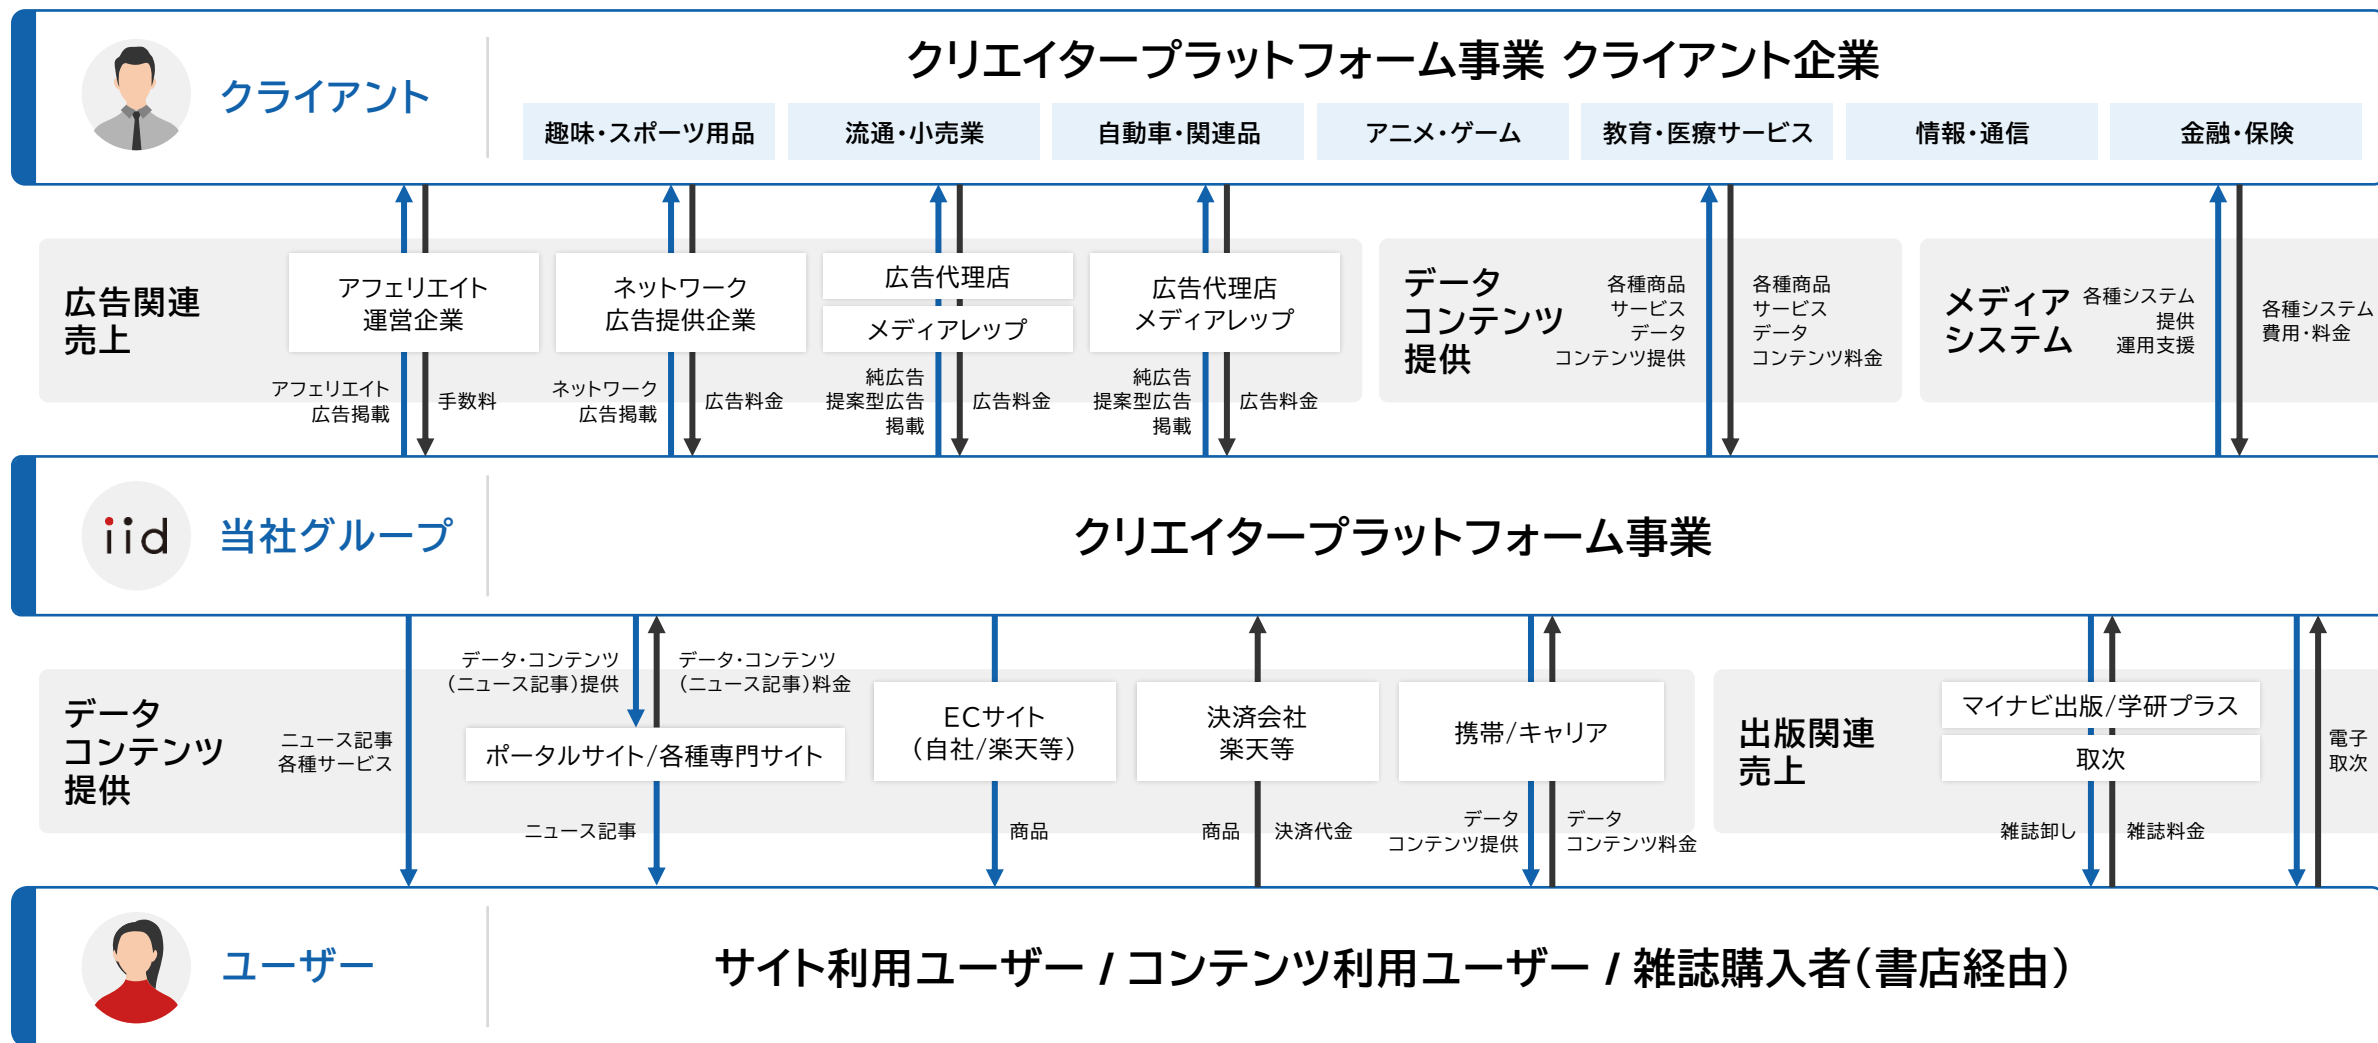 クライアント
クリエイタープラットフォーム事業 クライアント企業
趣味・スポーツ用品
流通・小売業
自動車・関連品
アニメ・ゲーム
教育・医療サービス
情報・通信
金融・保険
広告関連
売上
アフェリエイト
運営企業
アフェリエイト
広告掲載
手数料
ネットワーク
広告提供企業
ネットワーク
広告掲載
広告料金
広告代理店
メディアレップ
純広告
提案型広告
掲載
広告料金
広告代理店
メディアレップ
純広告
提案型広告
掲載
広告料金
データ
コンテンツ
提供
各種商品
サービス
データ
コンテンツ提供
各種商品
サービス
データ
コンテンツ料金
メディア
システム
各種システム
提供
運用支援
各種システム
費用・料金
iid
当社グループ
クリエイタープラットフォーム事業
データ
コンテンツ
提供
ニュース記事
各種サービス
データ・コンテンツ
（ニュース記事）提供
データ・コンテンツ
（ニュース記事）料金
ポータルサイト/各種専門サイト
ニュース記事
ECサイト
（自社/楽天等）
商品
決済会社
楽天等
商品
決済代金
携帯/キャリア
データ
コンテンツ提供
データ
コンテンツ料金
出版関連
売上
マイナビ出版/学研プラス
取次
雑誌卸し
雑誌料金
電子
取次
ユーザー
サイト利用ユーザー / コンテンツ利用ユーザー / 雑誌購入者（書店経由）